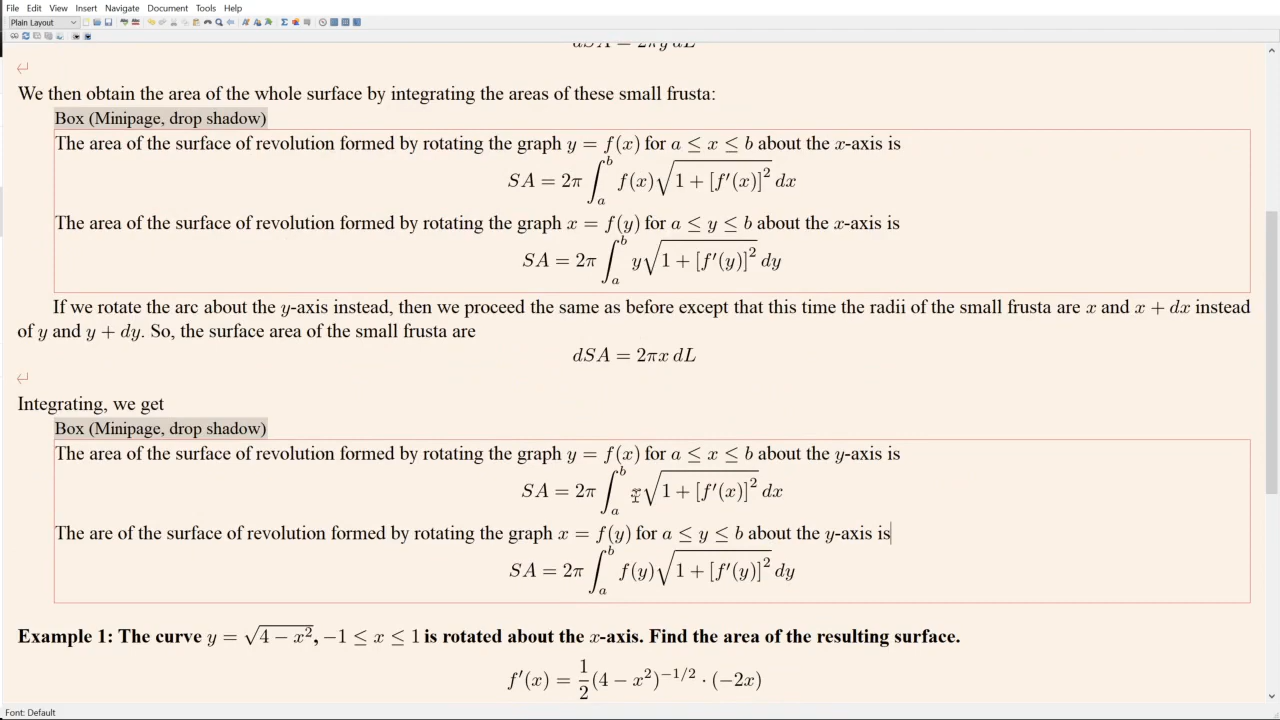 File Edit View Insert Navigate Document Tools Help
Plain Layout
dSA = 2πy dL
We then obtain the area of the whole surface by integrating the areas of these small frusta:
Box (Minipage, drop shadow)
The area of the surface of revolution formed by rotating the graph y = f(x) for a ≤ x ≤ b about the x-axis is
SA = 2π ∫_a^b f(x)√(1 + [f′(x)]²) dx
The area of the surface of revolution formed by rotating the graph x = f(y) for a ≤ y ≤ b about the x-axis is
SA = 2π ∫_a^b y√(1 + [f′(y)]²) dy
If we rotate the arc about the y-axis instead, then we proceed the same as before except that this time the radii of the small frusta are x and x + dx instead
of y and y + dy. So, the surface area of the small frusta are
dSA = 2πx dL
Integrating, we get
Box (Minipage, drop shadow)
The area of the surface of revolution formed by rotating the graph y = f(x) for a ≤ x ≤ b about the y-axis is
SA = 2π ∫_a^b x√(1 + [f′(x)]²) dx
The are of the surface of revolution formed by rotating the graph x = f(y) for a ≤ y ≤ b about the y-axis is
SA = 2π ∫_a^b f(y)√(1 + [f′(y)]²) dy
Example 1: The curve y = √(4 − x²), −1 ≤ x ≤ 1 is rotated about the x-axis. Find the area of the resulting surface.
f′(x) = 1/2 (4 − x²)^(−1/2) · (−2x)
Font: Default